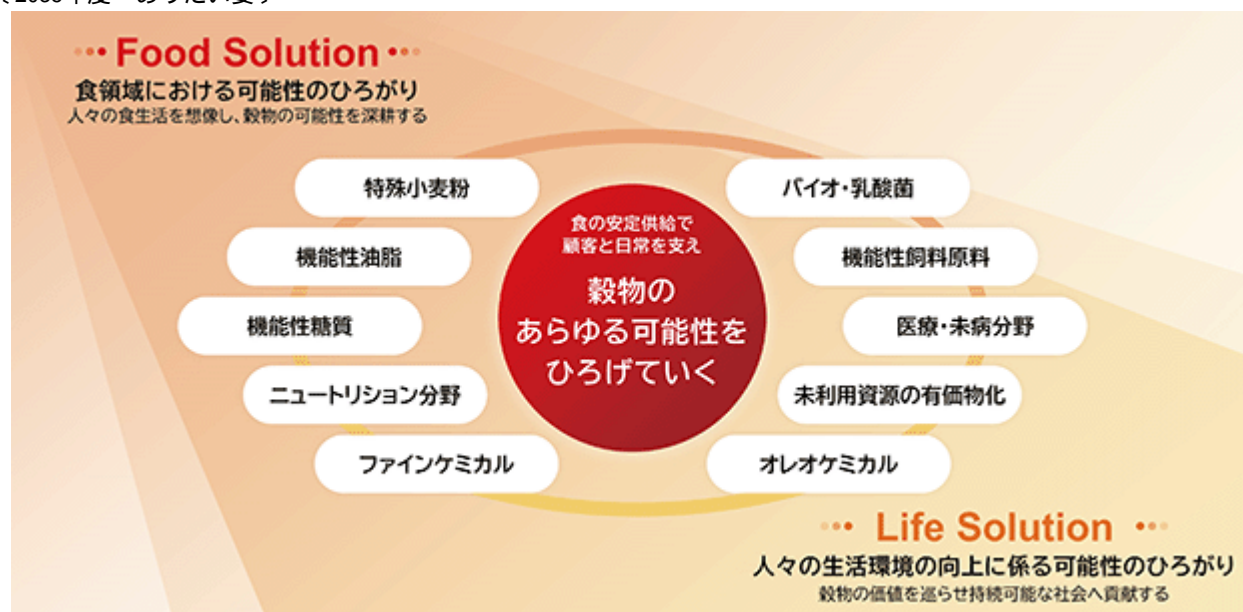 Food Solution
食領域における可能性のひろがり
人々の食生活を想像し、穀物の可能性を深耕する
特殊小麦粉
機能性油脂
機能性糖質
ニュートリション分野
ファインケミカル
食の安定供給で
顧客と日常を支え
穀物の
あらゆる可能性を
ひろげていく
バイオ・乳酸菌
機能性飼料原料
医療・未病分野
未利用資源の有価物化
オレオケミカル
Life Solution
人々の生活環境の向上に係る可能性のひろがり
穀物の価値を巡らせ持続可能な社会へ貢献する